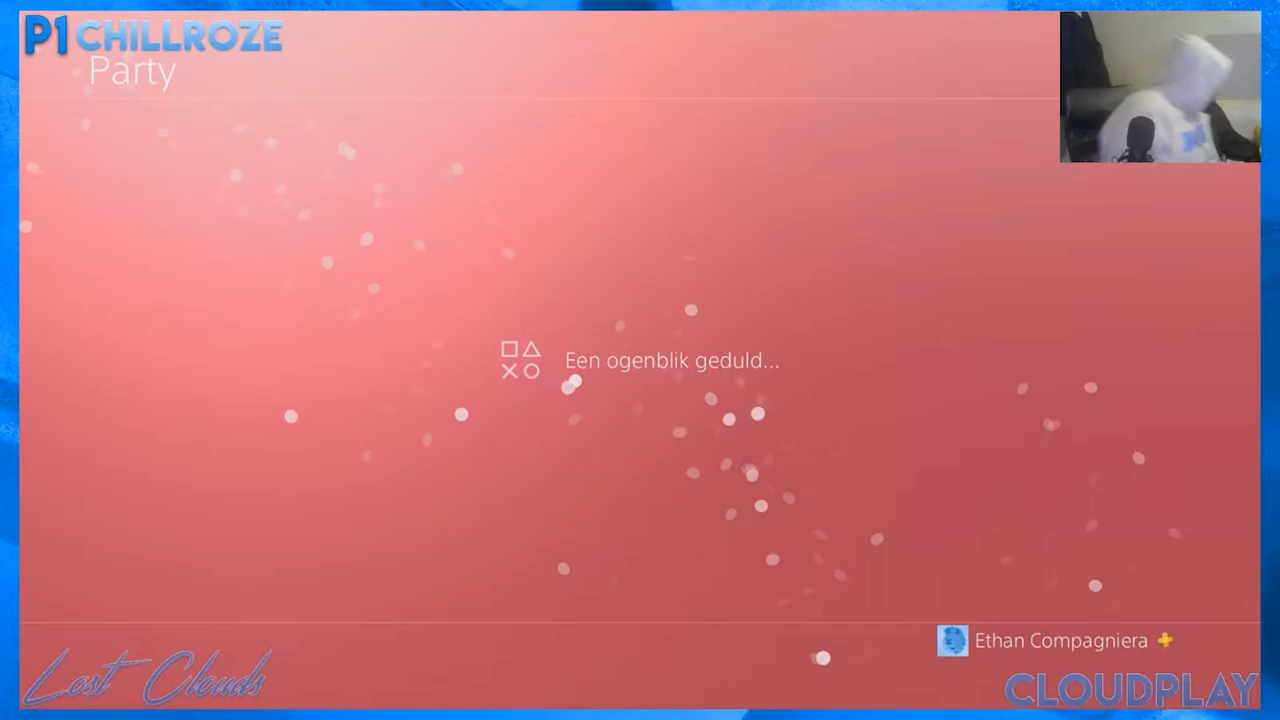 P1 CHILLROZE
Party
Een ogenblik geduld...
Ethan Compagniera
Lost Clouds
CLOUDPLAY